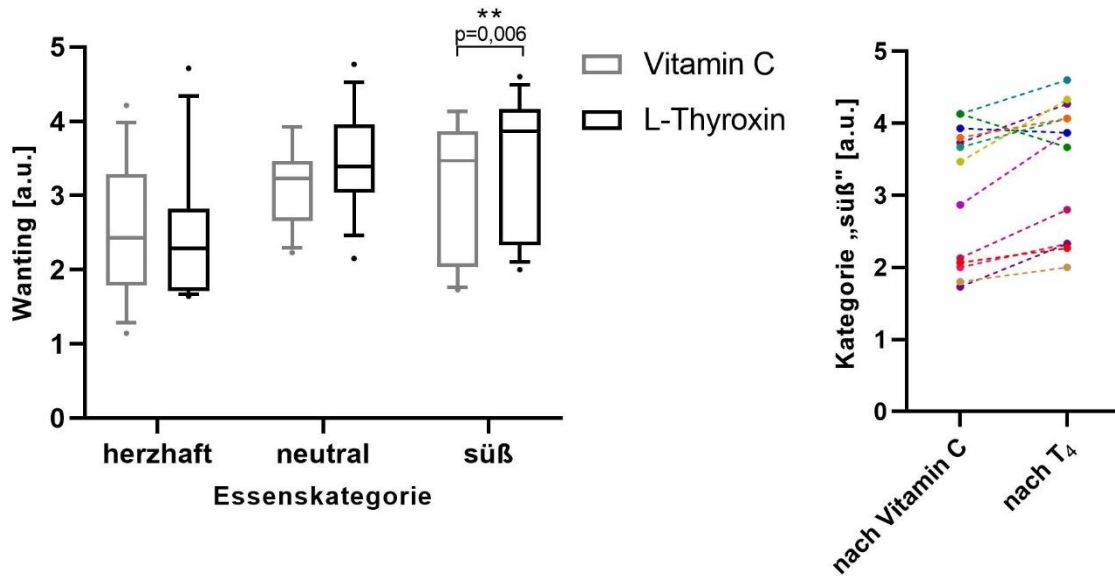 **
p=0,006
Wanting [a.u.]
5
4
3
2
1
0
herzhaft neutral süß
Essenskategorie
Vitamin C
L-Thyroxin
Kategorie „süß" [a.u.]
5
4
3
2
1
0
nach Vitamin C
nach T₄